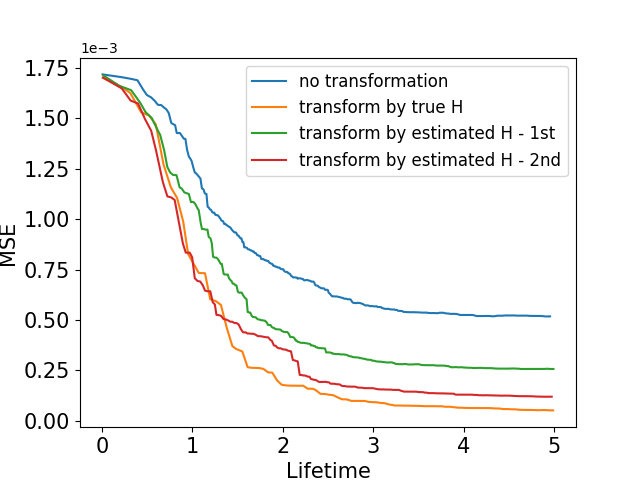 1e−3
1.75
1.50
1.25
1.00
0.75
0.50
0.25
0.00
MSE
no transformation
transform by true H
transform by estimated H - 1st
transform by estimated H - 2nd
0 1 2 3 4 5
Lifetime